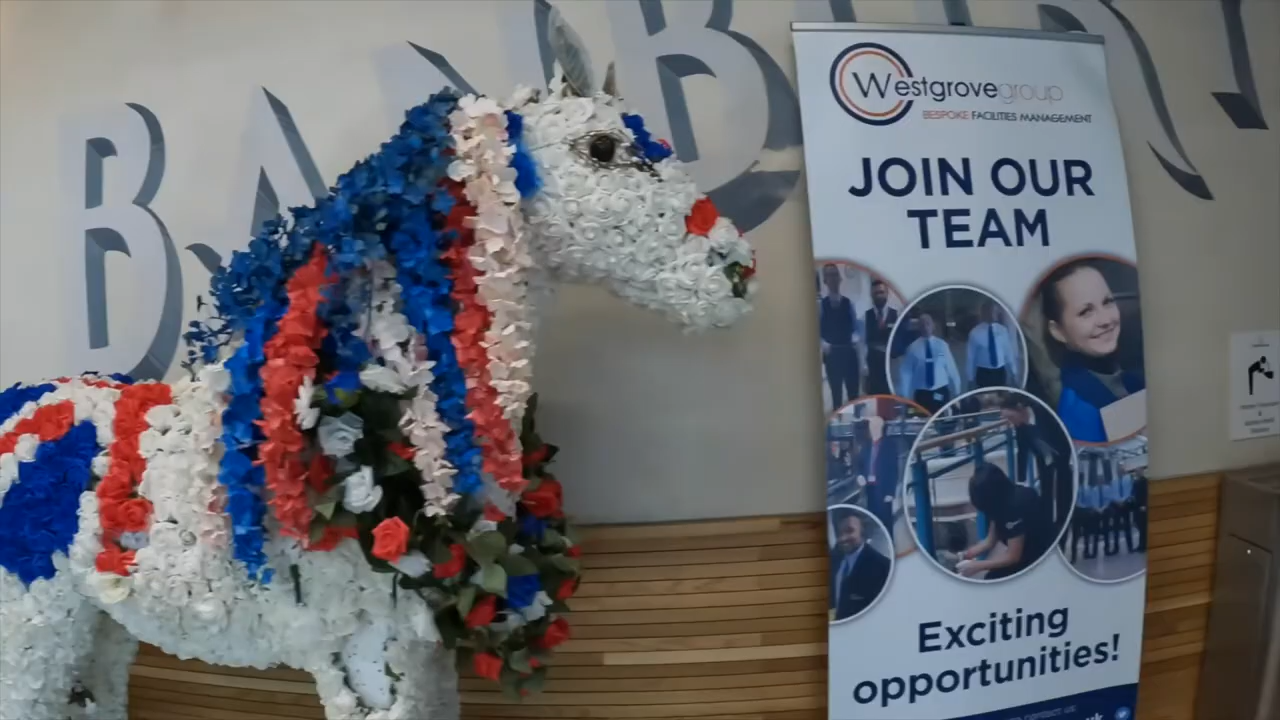 BANBURY
Westgrovegroup
BESPOKE FACILITIES MANAGEMENT
JOIN OUR
TEAM
Exciting
opportunities!